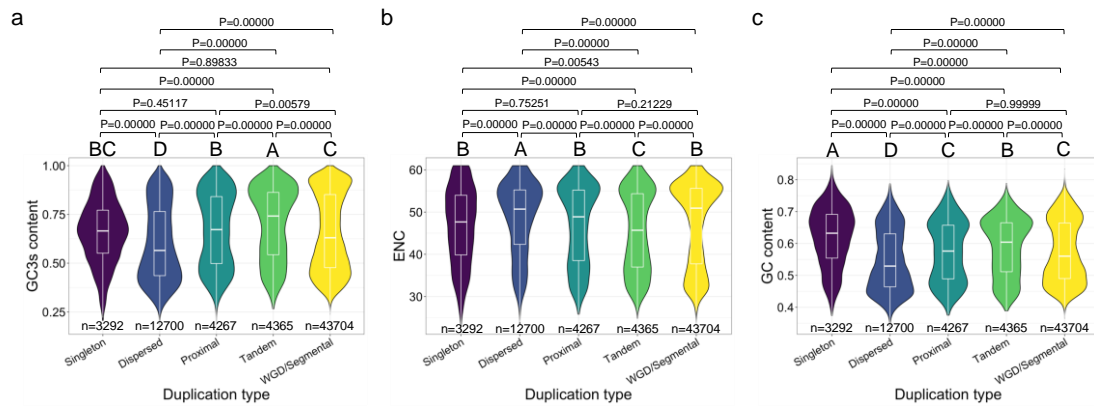 a
P=0.00000
P=0.00000
P=0.89833
P=0.00000
P=0.45117 P=0.00579
P=0.00000 P=0.00000 P=0.00000 P=0.00000
BC D B A C
1.00
0.75
0.50
0.25
GC3s content
n=3292 n=12700 n=4267 n=4365 n=43704
Singleton Dispersed Proximal Tandem WGD/Segmental
Duplication type
b
P=0.00000
P=0.00000
P=0.00543
P=0.00000
P=0.75251 P=0.21229
P=0.00000 P=0.00000 P=0.00000 P=0.00000
B A B C B
60
50
40
30
ENC
n=3292 n=12700 n=4267 n=4365 n=43704
Singleton Dispersed Proximal Tandem WGD/Segmental
Duplication type
c
P=0.00000
P=0.00000
P=0.00000
P=0.00000
P=0.00000 P=0.99999
P=0.00000 P=0.00000 P=0.00000 P=0.00000
A D C B C
0.8
0.7
0.6
0.5
0.4
GC content
n=3292 n=12700 n=4267 n=4365 n=43704
Singleton Dispersed Proximal Tandem WGD/Segmental
Duplication type